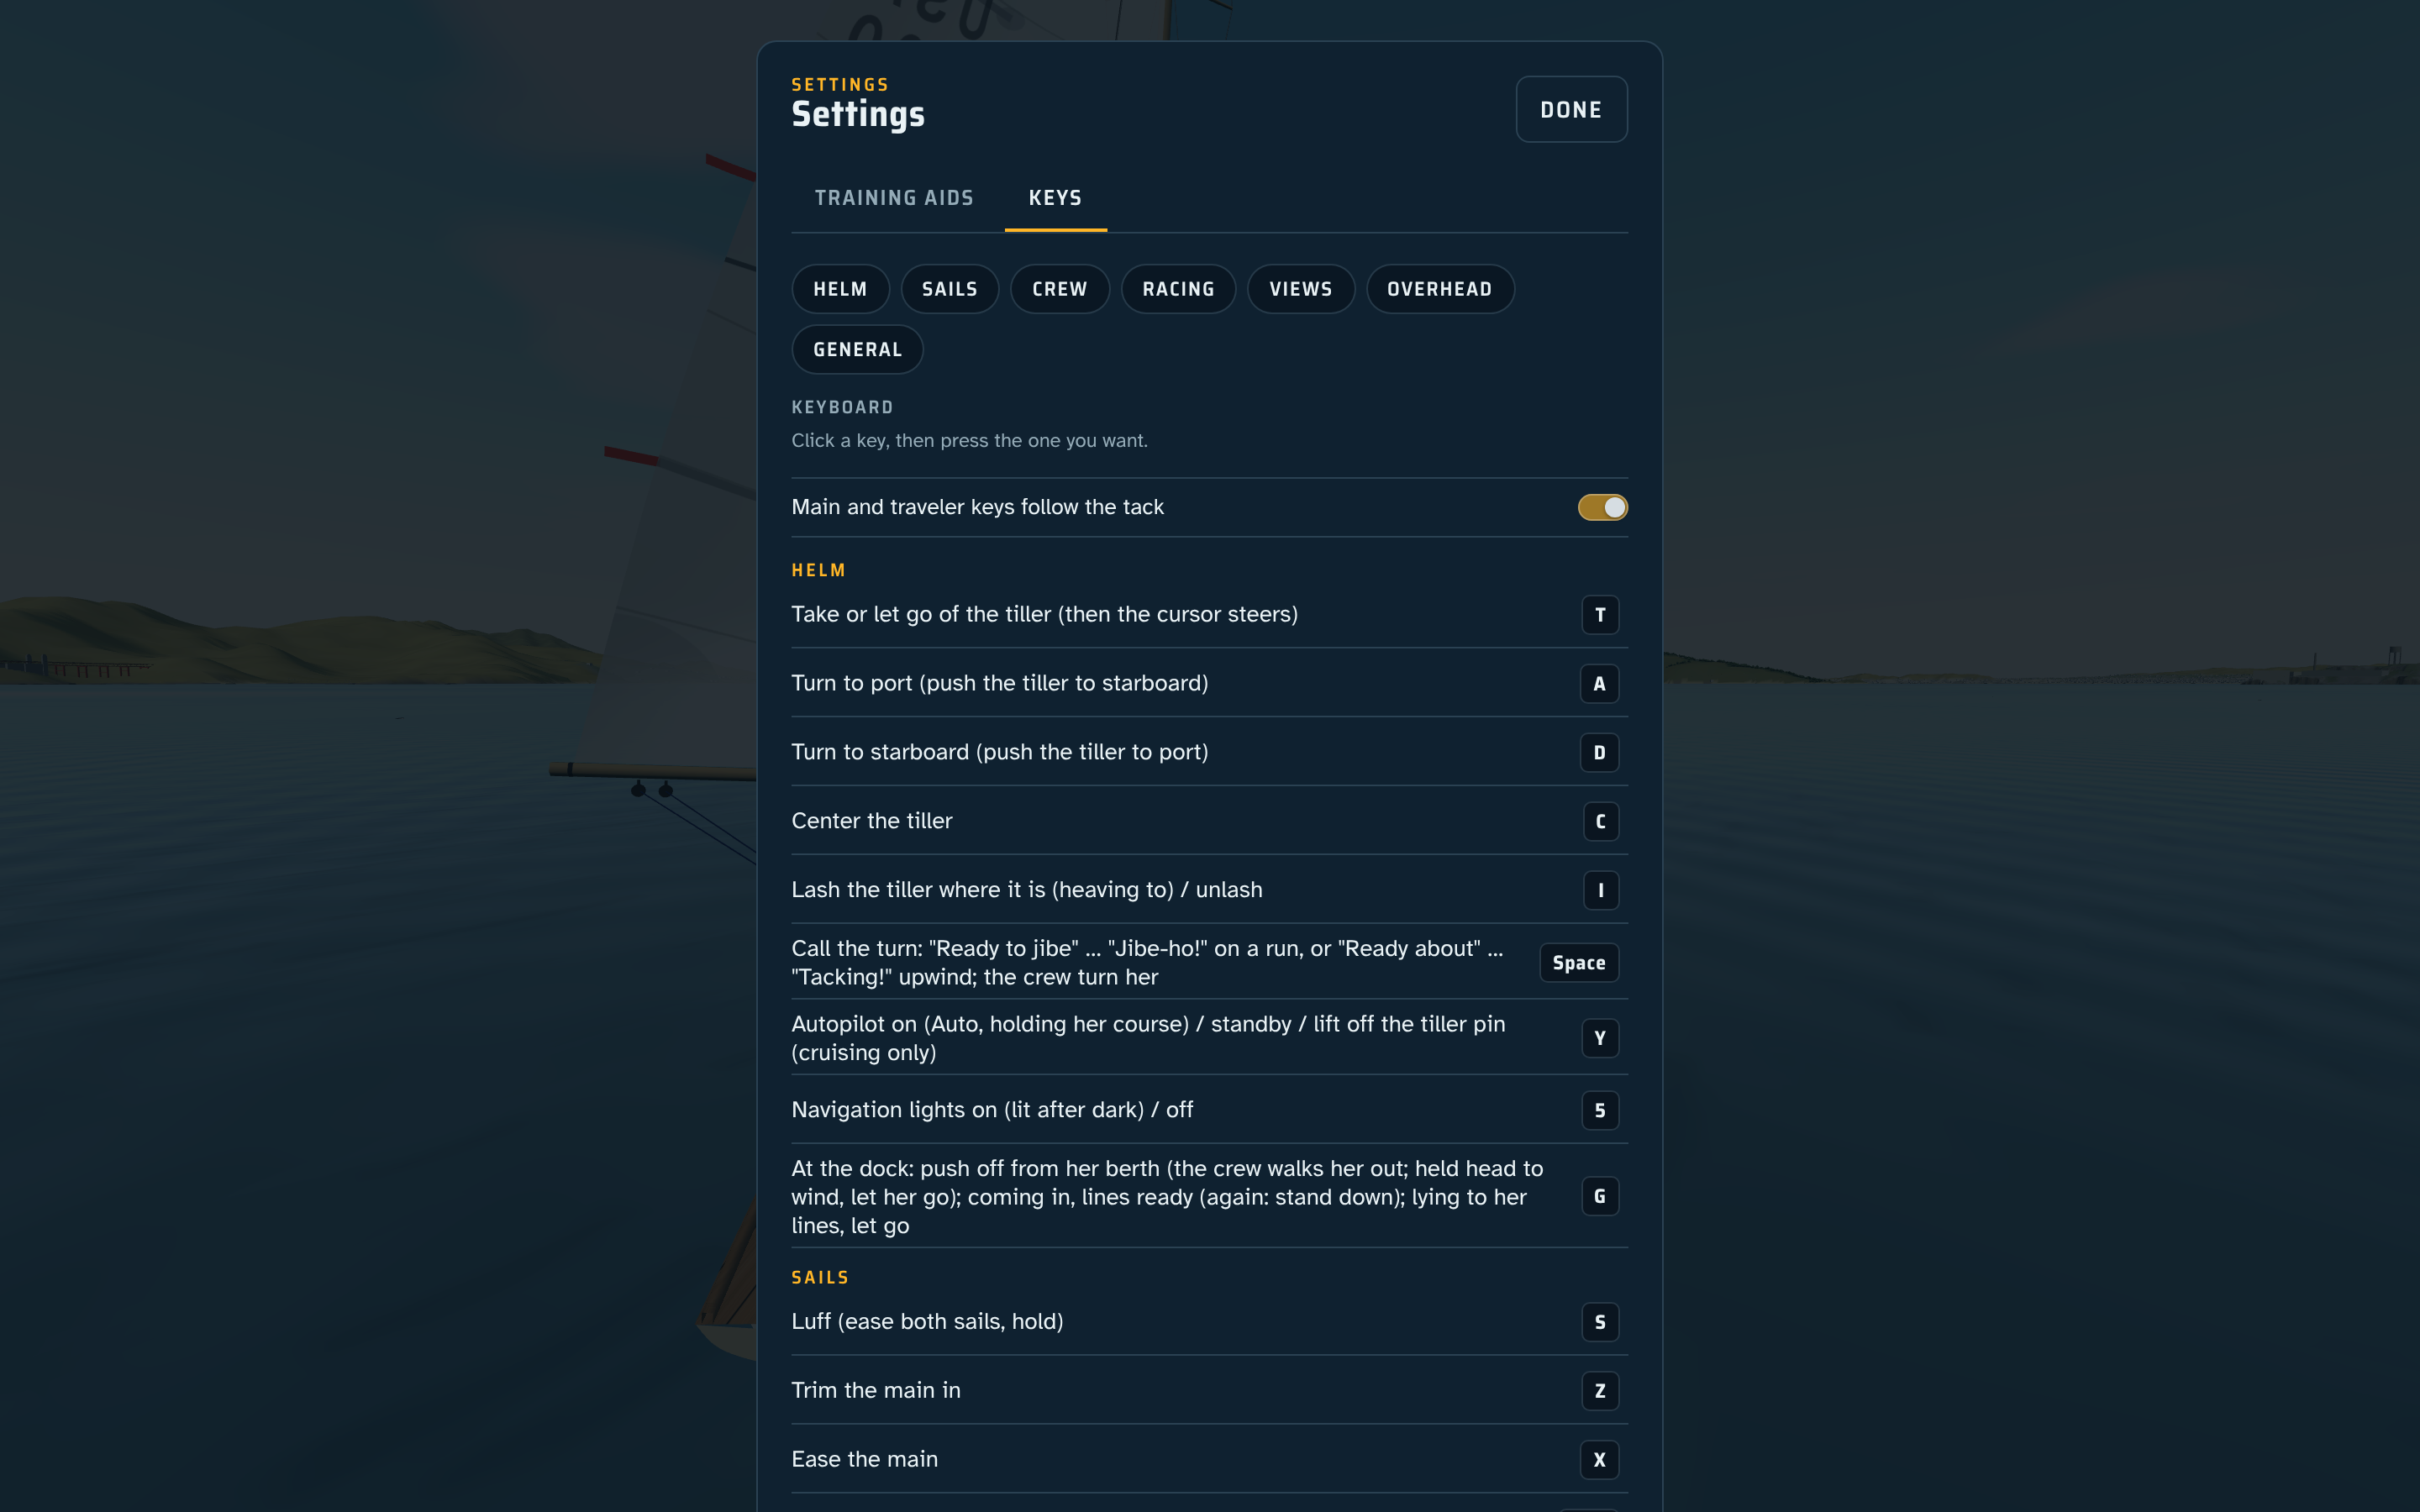 SETTINGS
Settings
DONE
TRAINING AIDS
KEYS
HELM
SAILS
CREW
RACING
VIEWS
OVERHEAD
GENERAL
KEYBOARD
Click a key, then press the one you want.
Main and traveler keys follow the tack
HELM
Take or let go of the tiller (then the cursor steers)
T
Turn to port (push the tiller to starboard)
A
Turn to starboard (push the tiller to port)
D
Center the tiller
C
Lash the tiller where it is (heaving to) / unlash
I
Call the turn: "Ready to jibe" ... "Jibe-ho!" on a run, or "Ready about" ...
"Tacking!" upwind; the crew turn her
Space
Autopilot on (Auto, holding her course) / standby / lift off the tiller pin
(cruising only)
Y
Navigation lights on (lit after dark) / off
5
At the dock: push off from her berth (the crew walks her out; held head to
wind, let her go); coming in, lines ready (again: stand down); lying to her
lines, let go
G
SAILS
Luff (ease both sails, hold)
S
Trim the main in
Z
Ease the main
X